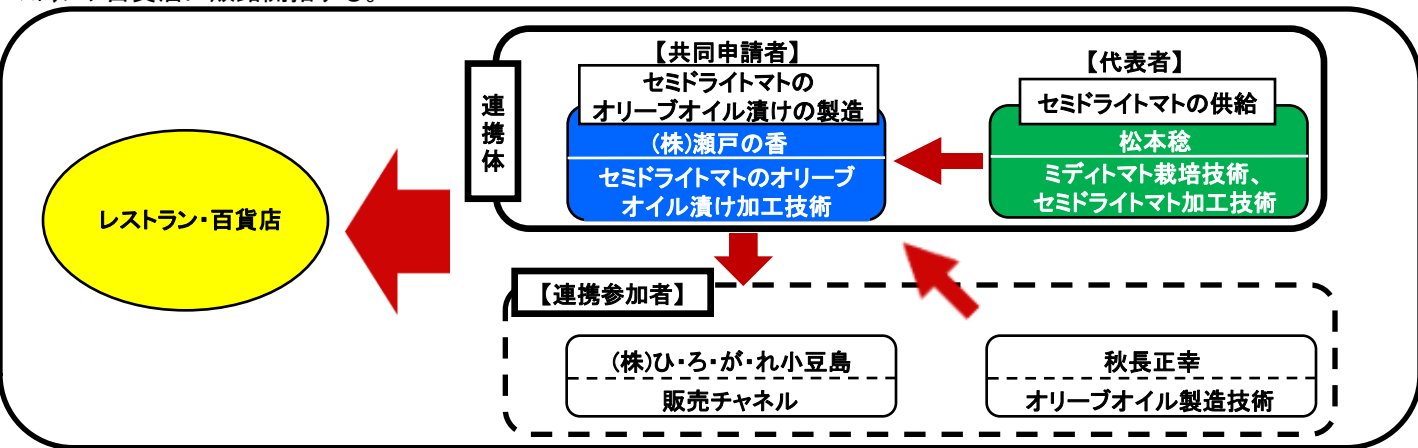 【共同申請者】
セミドライトマトの
オリーブオイル漬けの製造
(株)瀬戸の香
セミドライトマトのオリーブ
オイル漬け加工技術
【代表者】
セミドライトマトの供給
松本稔
ミディトマト栽培技術、
セミドライトマト加工技術
連携体
レストラン・百貨店
【連携参加者】
(株)ひ・ろ・が・れ小豆島
販売チャネル
秋長正幸
オリーブオイル製造技術